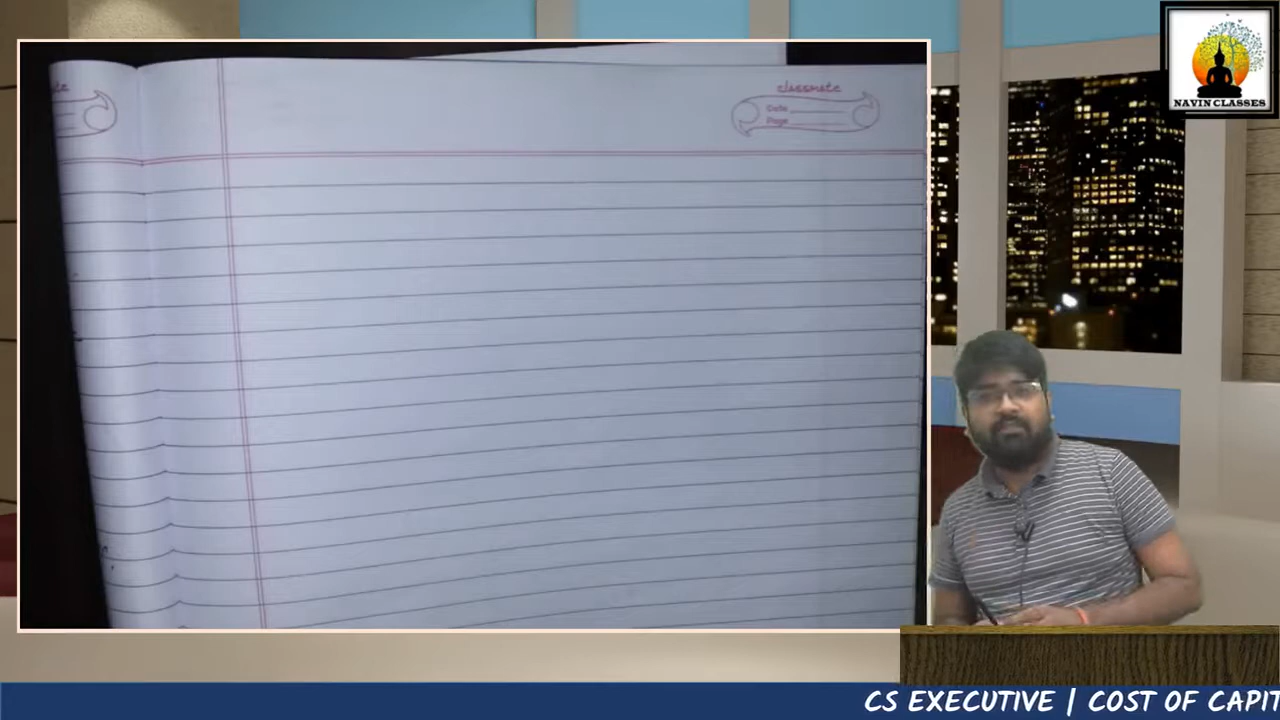 classmate
Date
Page
NAVIN CLASSES
CS EXECUTIVE | COST OF CAPIT